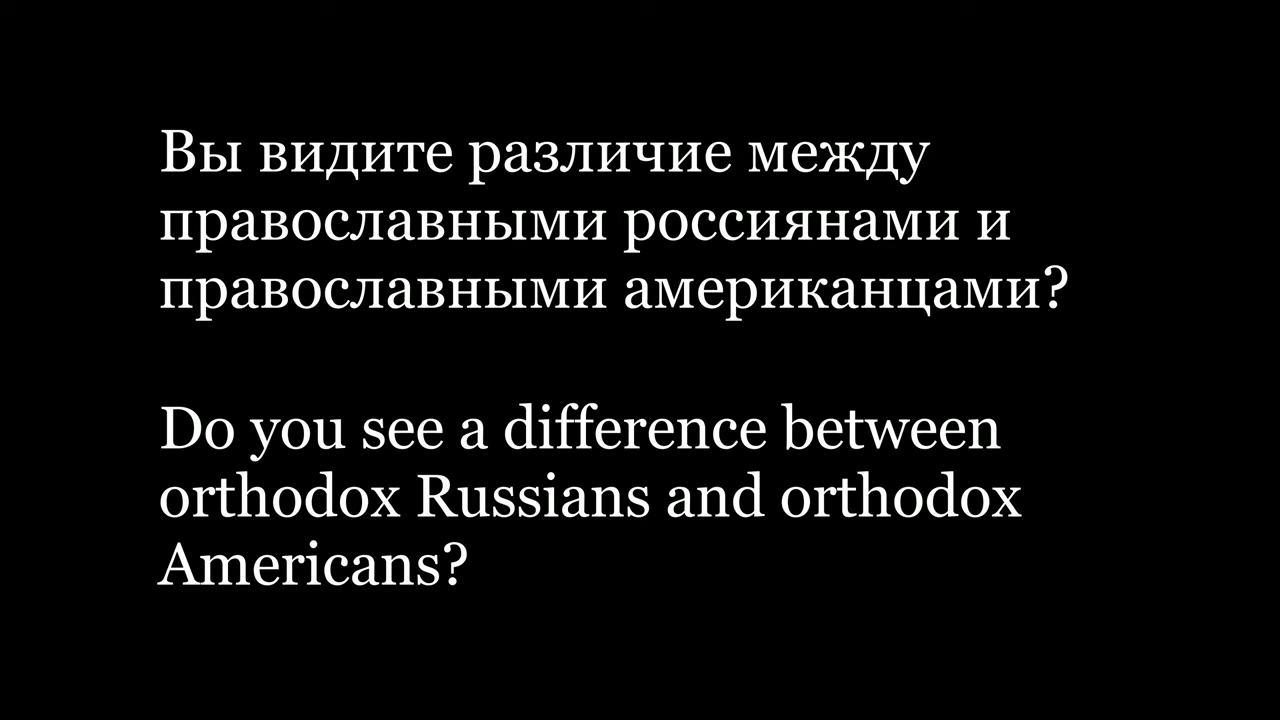 Вы видите различие между
православными россиянами и
православными американцами?
Do you see a difference between
orthodox Russians and orthodox
Americans?